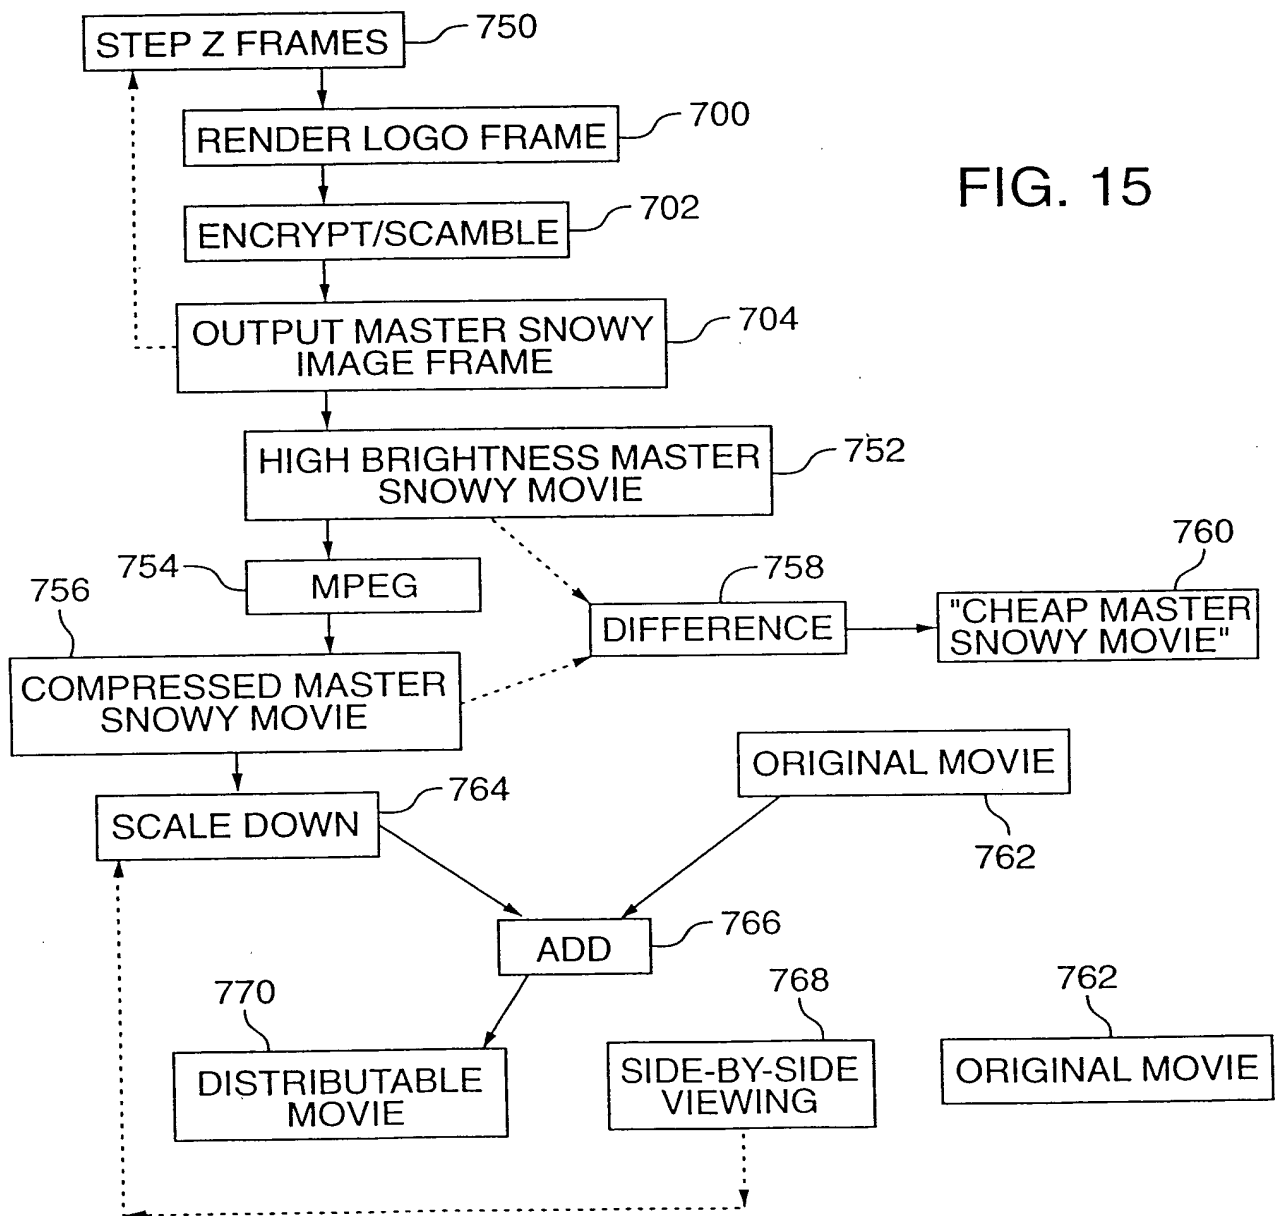 STEP Z FRAMES
750
RENDER LOGO FRAME
700
FIG. 15
ENCRYPT/SCAMBLE
702
OUTPUT MASTER SNOWY
IMAGE FRAME
704
HIGH BRIGHTNESS MASTER
SNOWY MOVIE
752
754
MPEG
756
758
760
DIFFERENCE
"CHEAP MASTER
SNOWY MOVIE"
COMPRESSED MASTER
SNOWY MOVIE
ORIGINAL MOVIE
762
SCALE DOWN
764
ADD
766
770
768
762
DISTRIBUTABLE
MOVIE
SIDE-BY-SIDE
VIEWING
ORIGINAL MOVIE